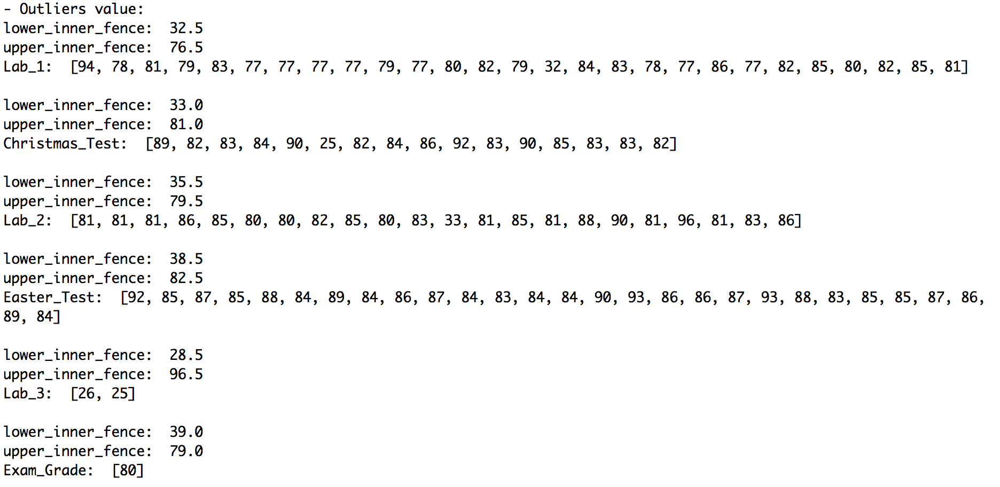 - Outliers value:
lower_inner_fence:  32.5
upper_inner_fence:  76.5
Lab_1:  [94, 78, 81, 79, 83, 77, 77, 77, 77, 79, 77, 80, 82, 79, 32, 84, 83, 78, 77, 86, 77, 82, 85, 80, 82, 85, 81]
lower_inner_fence:  33.0
upper_inner_fence:  81.0
Christmas_Test:  [89, 82, 83, 84, 90, 25, 82, 84, 86, 92, 83, 90, 85, 83, 83, 82]
lower_inner_fence:  35.5
upper_inner_fence:  79.5
Lab_2:  [81, 81, 81, 86, 85, 80, 80, 82, 85, 80, 83, 33, 81, 85, 81, 88, 90, 81, 96, 81, 83, 86]
lower_inner_fence:  38.5
upper_inner_fence:  82.5
Easter_Test:  [92, 85, 87, 85, 88, 84, 89, 84, 86, 87, 84, 83, 84, 84, 90, 93, 86, 86, 87, 93, 88, 83, 85, 85, 87, 86,
89, 84]
lower_inner_fence:  28.5
upper_inner_fence:  96.5
Lab_3:  [26, 25]
lower_inner_fence:  39.0
upper_inner_fence:  79.0
Exam_Grade:  [80]